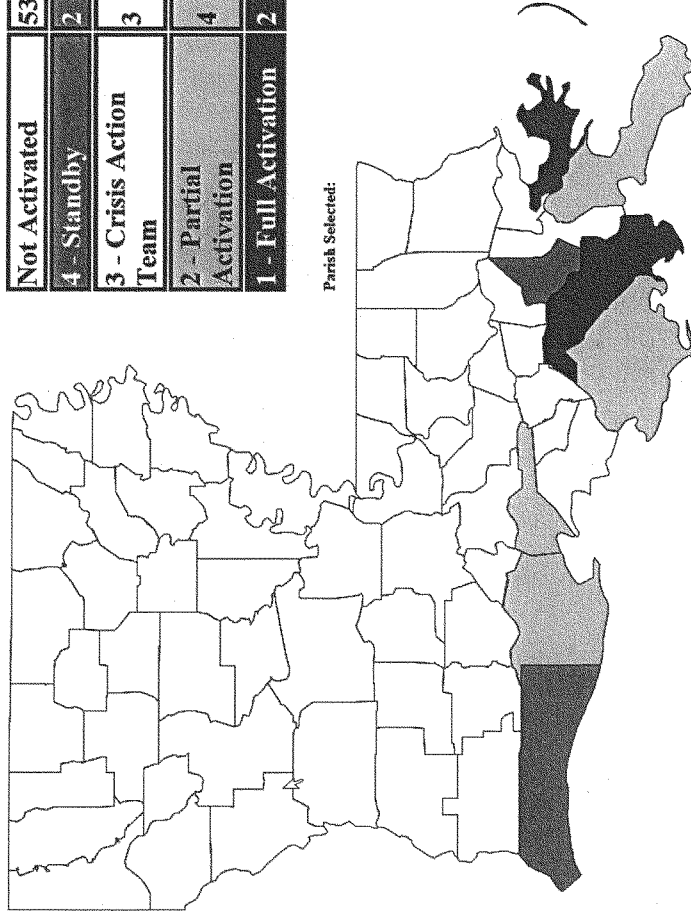 Not Activated 53
4 - Standby 2
3 - Crisis Action 3
Team
2 - Partial 4
Activation
1 - Full Activation 2
Parish Selected: